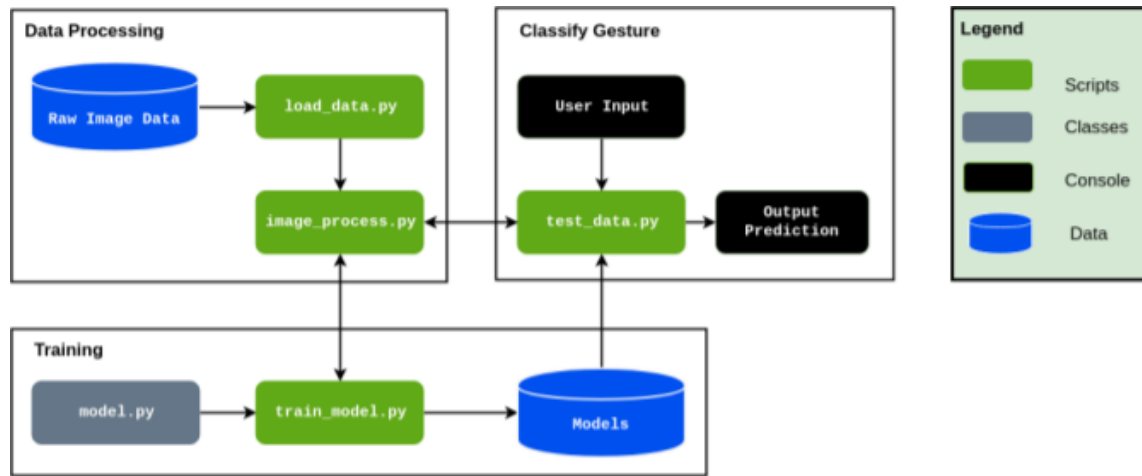 Data Processing
Raw Image Data
load_data.py
image_process.py
Classify Gesture
User Input
test_data.py
Output
Prediction
Training
model.py
train_model.py
Models
Legend
Scripts
Classes
Console
Data